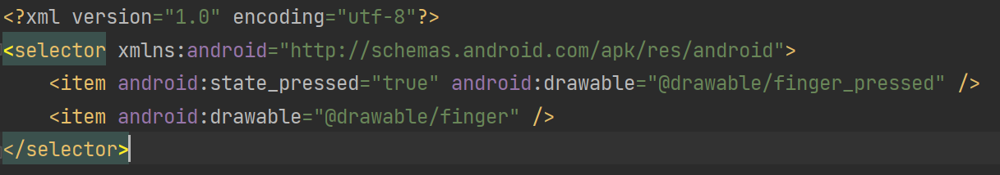 <?xml version="1.0" encoding="utf-8"?>
<selector xmlns:android="http://schemas.android.com/apk/res/android">
    <item android:state_pressed="true" android:drawable="@drawable/finger_pressed" />
    <item android:drawable="@drawable/finger" />
</selector>